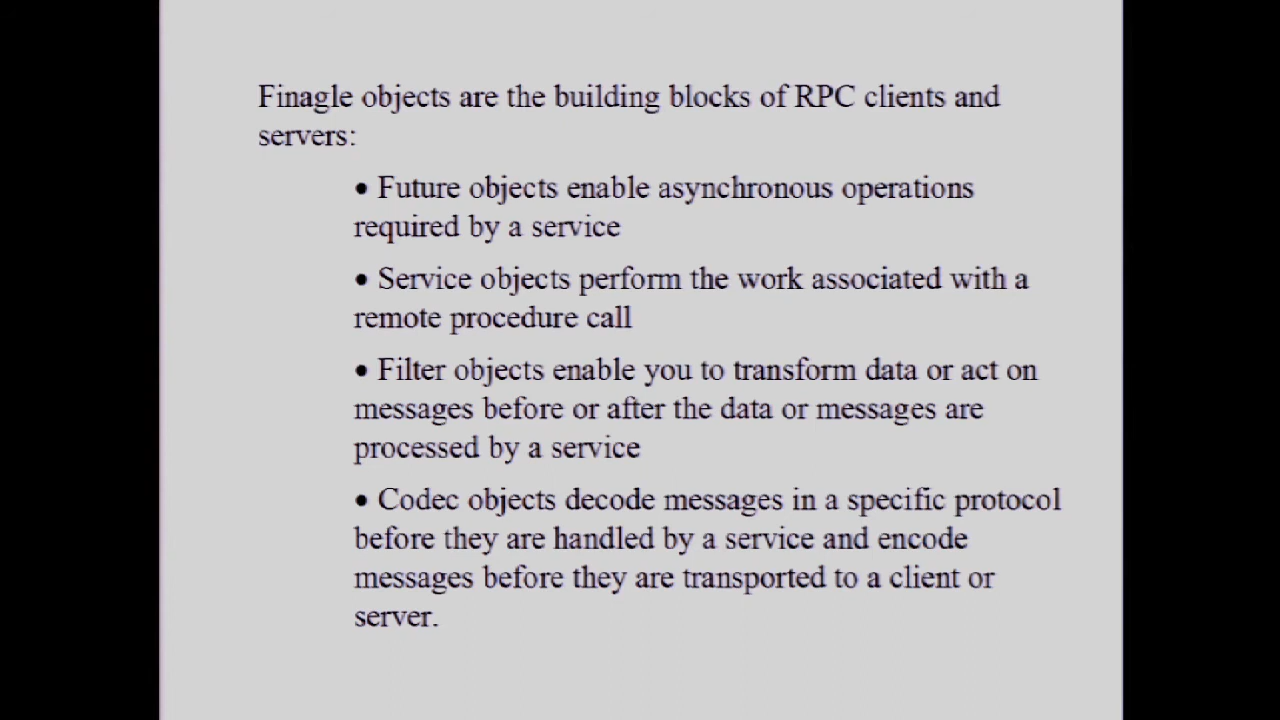 Finagle objects are the building blocks of RPC clients and
servers:
• Future objects enable asynchronous operations
required by a service
• Service objects perform the work associated with a
remote procedure call
• Filter objects enable you to transform data or act on
messages before or after the data or messages are
processed by a service
• Codec objects decode messages in a specific protocol
before they are handled by a service and encode
messages before they are transported to a client or
server.